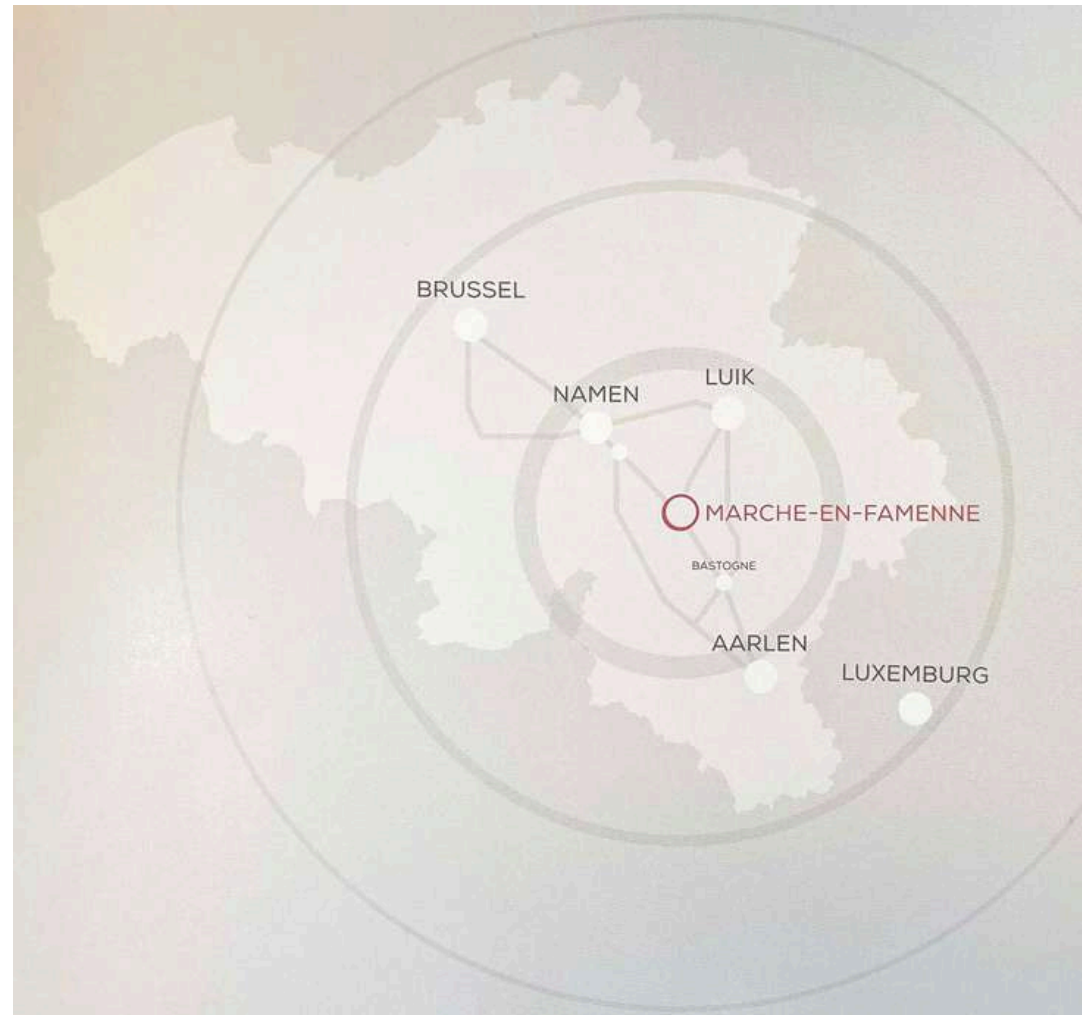 BRUSSEL
LUIK
NAMEN
MARCHE-EN-FAMENNE
BASTOGNE
AARLEN
LUXEMBURG